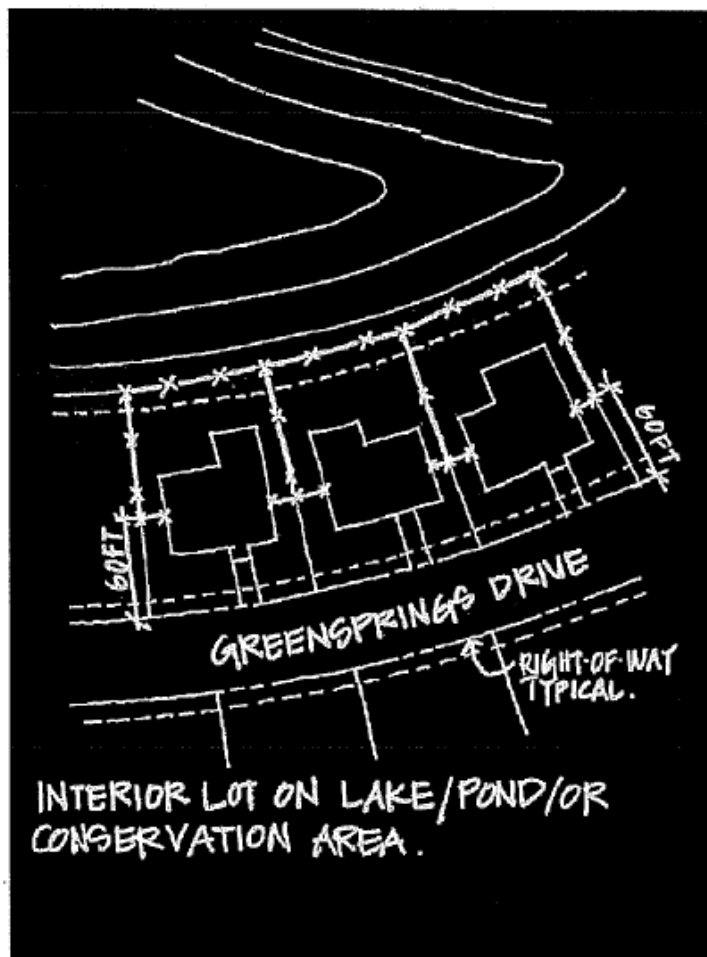 60FT
60FT
GREENSPRINGS DRIVE
RIGHT-OF-WAY
TYPICAL.
INTERIOR LOT ON LAKE/POND/OR
CONSERVATION AREA.